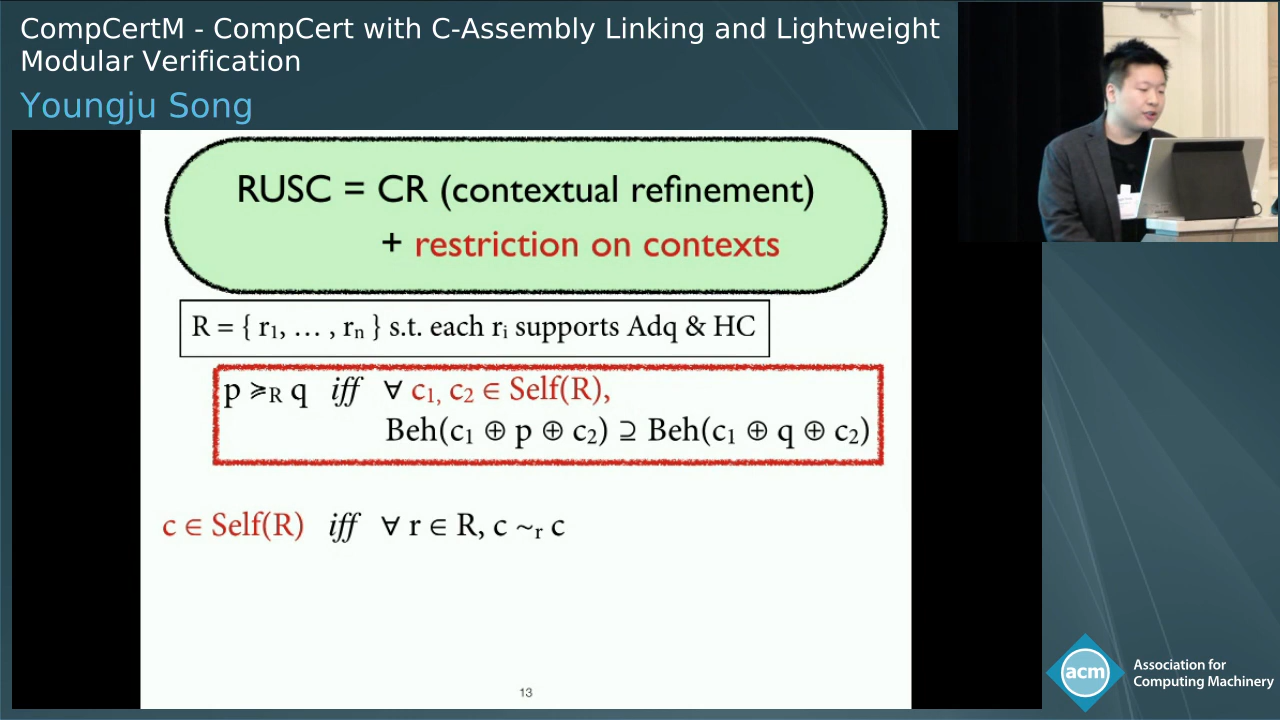 CompCertM - CompCert with C-Assembly Linking and Lightweight
Modular Verification
Youngju Song
RUSC = CR (contextual refinement)
+ restriction on contexts
R = { r₁, … , rₙ } s.t. each rᵢ supports Adq & HC
p ≽R q iff ∀ c₁, c₂ ∈ Self(R),
Beh(c₁ ⊕ p ⊕ c₂) ⊇ Beh(c₁ ⊕ q ⊕ c₂)
c ∈ Self(R) iff ∀ r ∈ R, c ~ᵣ c
13
acm
Association for
Computing Machinery